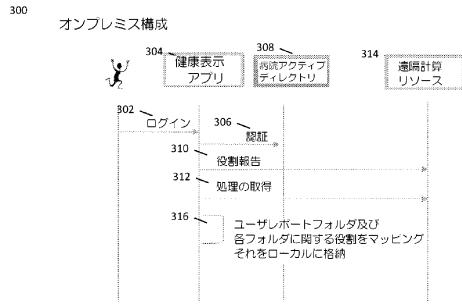 300
オンプレミス構成
304
健康表示
アプリ
308
病院アクティブ
ディレクトリ
314
遠隔計算
リソース
302
ログイン
306
認証
310
役割報告
312
処理の取得
316
ユーザレポートフォルダ及び
各フォルダに関する役割をマッピング
それをローカルに格納